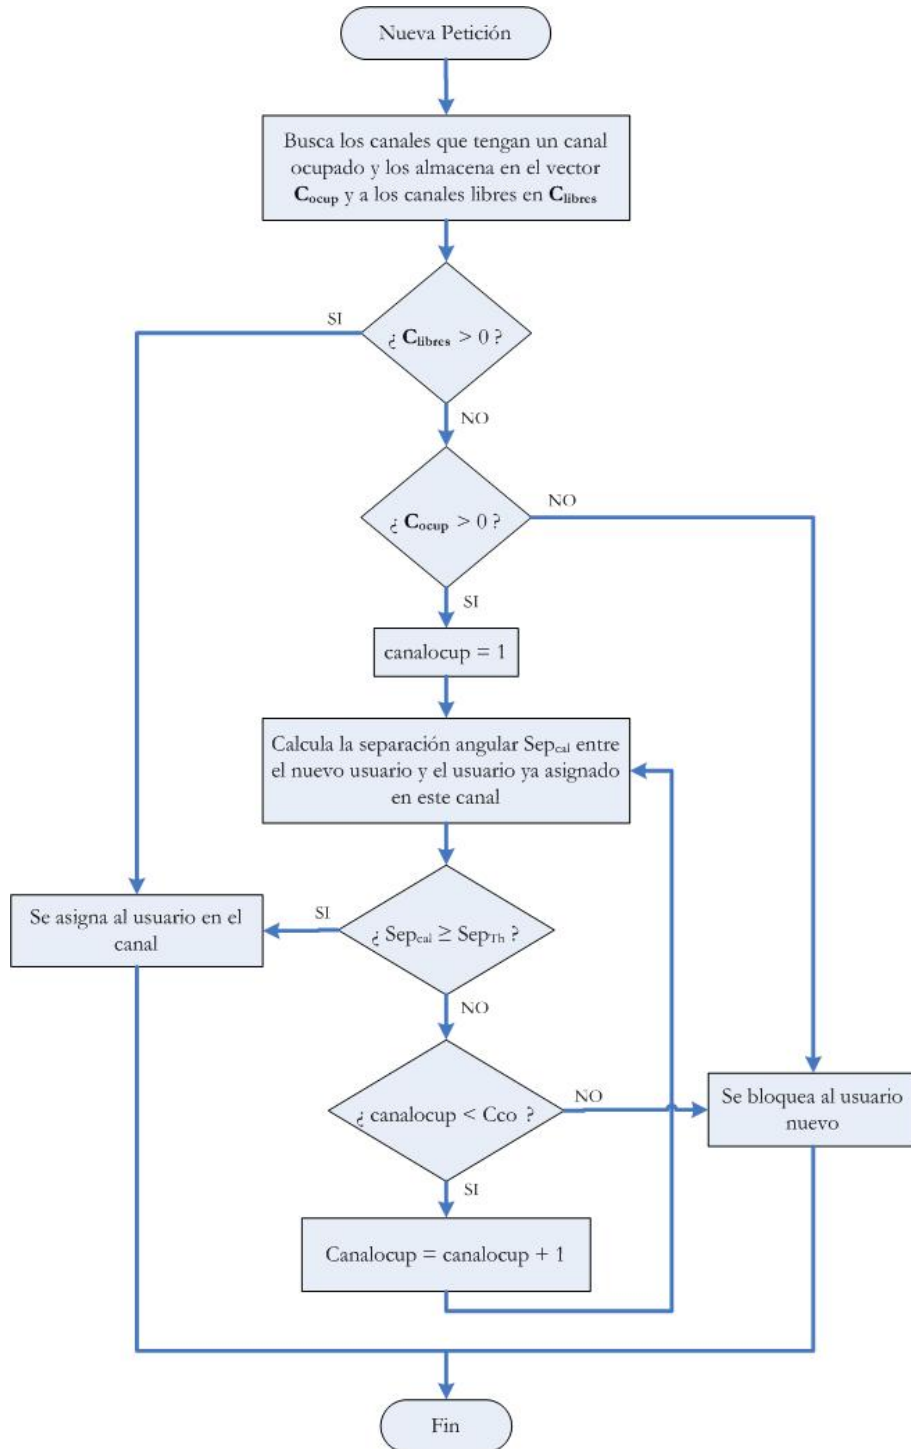 Nueva Petición
Busca los canales que tengan un canal
ocupado y los almacena en el vector
Cocup y a los canales libres en Clibres
SI
¿ Clibres > 0 ?
NO
NO
¿ Cocup > 0 ?
SI
canalocup = 1
Calcula la separación angular Sepcal entre
el nuevo usuario y el usuario ya asignado
en este canal
Se asigna al usuario en el
canal
SI
¿ Sepcal ≥ SepTh ?
NO
¿ canalocup < Cco ?
NO
Se bloquea al usuario
nuevo
SI
Canalocup = canalocup + 1
Fin